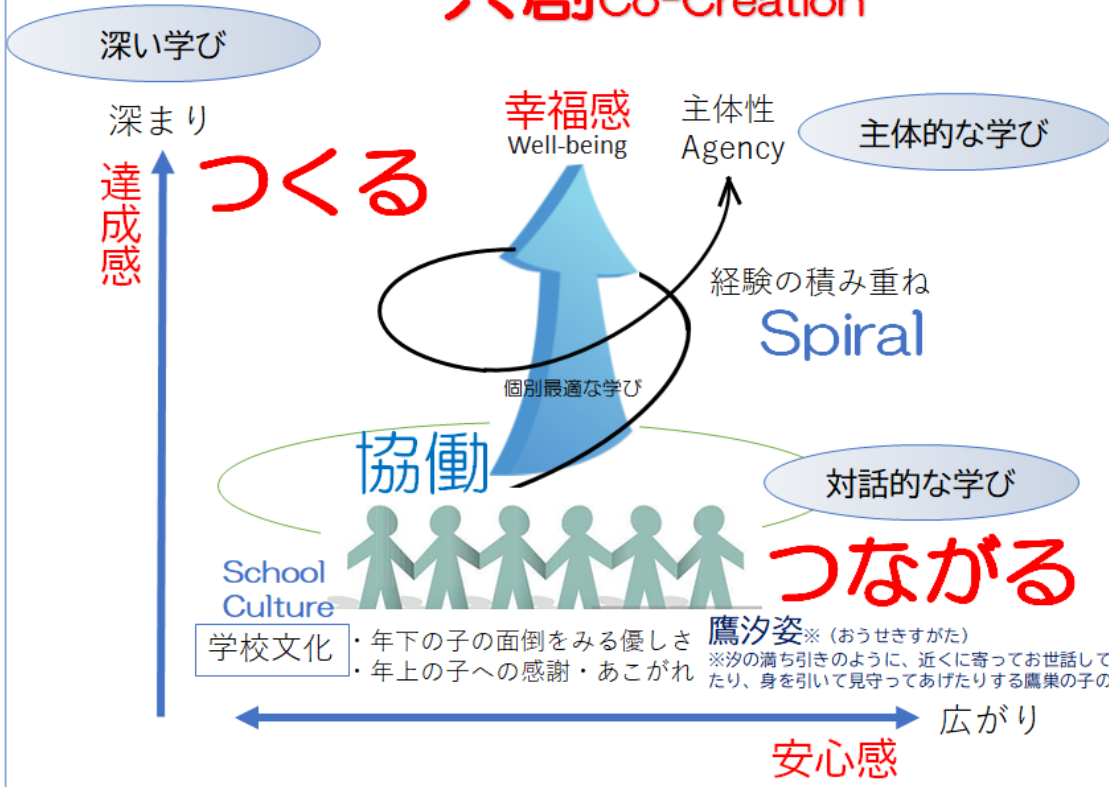 共創Co-Creation
深い学び
深まり
達成感
つくる
幸福感
Well-being
主体性
Agency
主体的な学び
経験の積み重ね
Spiral
個別最適な学び
協働
対話的な学び
つながる
School
Culture
学校文化
・年下の子の面倒をみる優しさ
・年上の子への感謝・あこがれ
鷹汐姿※（おうせきすがた）
※汐の満ち引きのように、近くに寄ってお世話して
たり、身を引いて見守ってあげたりする鷹巣の子の
広がり
安心感